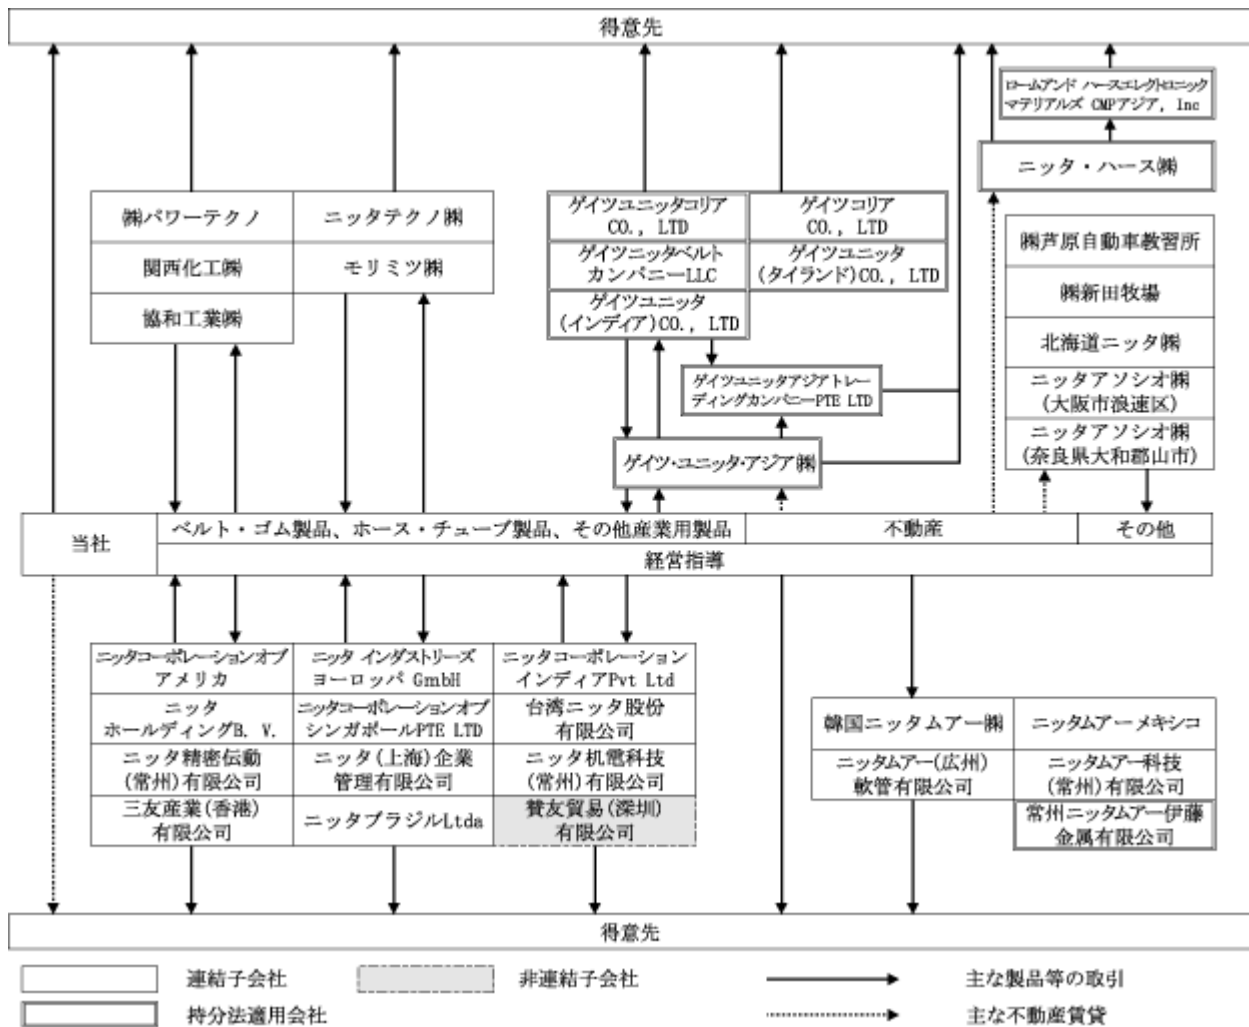 得意先
ロームアンド ハースエレクトロニック
マテリアルズ CMPアジア, Inc
ニッタ・ハース㈱
㈱パワーテクノ
ニッタテクノ㈱
関西化工㈱
モリミツ㈱
協和工業㈱
ゲイツユニッタコリア
CO., LTD
ゲイツコリア
CO., LTD
ゲイツニッタベルト
カンパニーLLC
ゲイツユニッタ
(タイランド)CO., LTD
ゲイツユニッタ
(インディア)CO., LTD
ゲイツユニッタアジアトレー
ディングカンパニーPTE LTD
ゲイツ・ユニッタ・アジア㈱
㈱芦原自動車教習所
㈱新田牧場
北海道ニッタ㈱
ニッタアソシオ㈱
(大阪市浪速区)
ニッタアソシオ㈱
(奈良県大和郡山市)
当社
ベルト・ゴム製品、ホース・チューブ製品、その他産業用製品
不動産
その他
経営指導
ニッタコーポレーションオブ
アメリカ
ニッタ インダストリーズ
ヨーロッパ GmbH
ニッタコーポレーション
インディアPvt Ltd
ニッタ
ホールディングB. V.
ニッタコーポレーションオブ
シンガポールPTE LTD
台湾ニッタ股份
有限公司
ニッタ精密伝動
(常州)有限公司
ニッタ(上海)企業
管理有限公司
ニッタ机電科技
(常州)有限公司
三友産業(香港)
有限公司
ニッタブラジルLtda
賛友貿易(深圳)
有限公司
韓国ニッタムアー㈱
ニッタムアーメキシコ
ニッタムアー(広州)
軟管有限公司
ニッタムアー科技
(常州)有限公司
常州ニッタムアー伊藤
金属有限公司
得意先
連結子会社
非連結子会社
主な製品等の取引
持分法適用会社
主な不動産賃貸